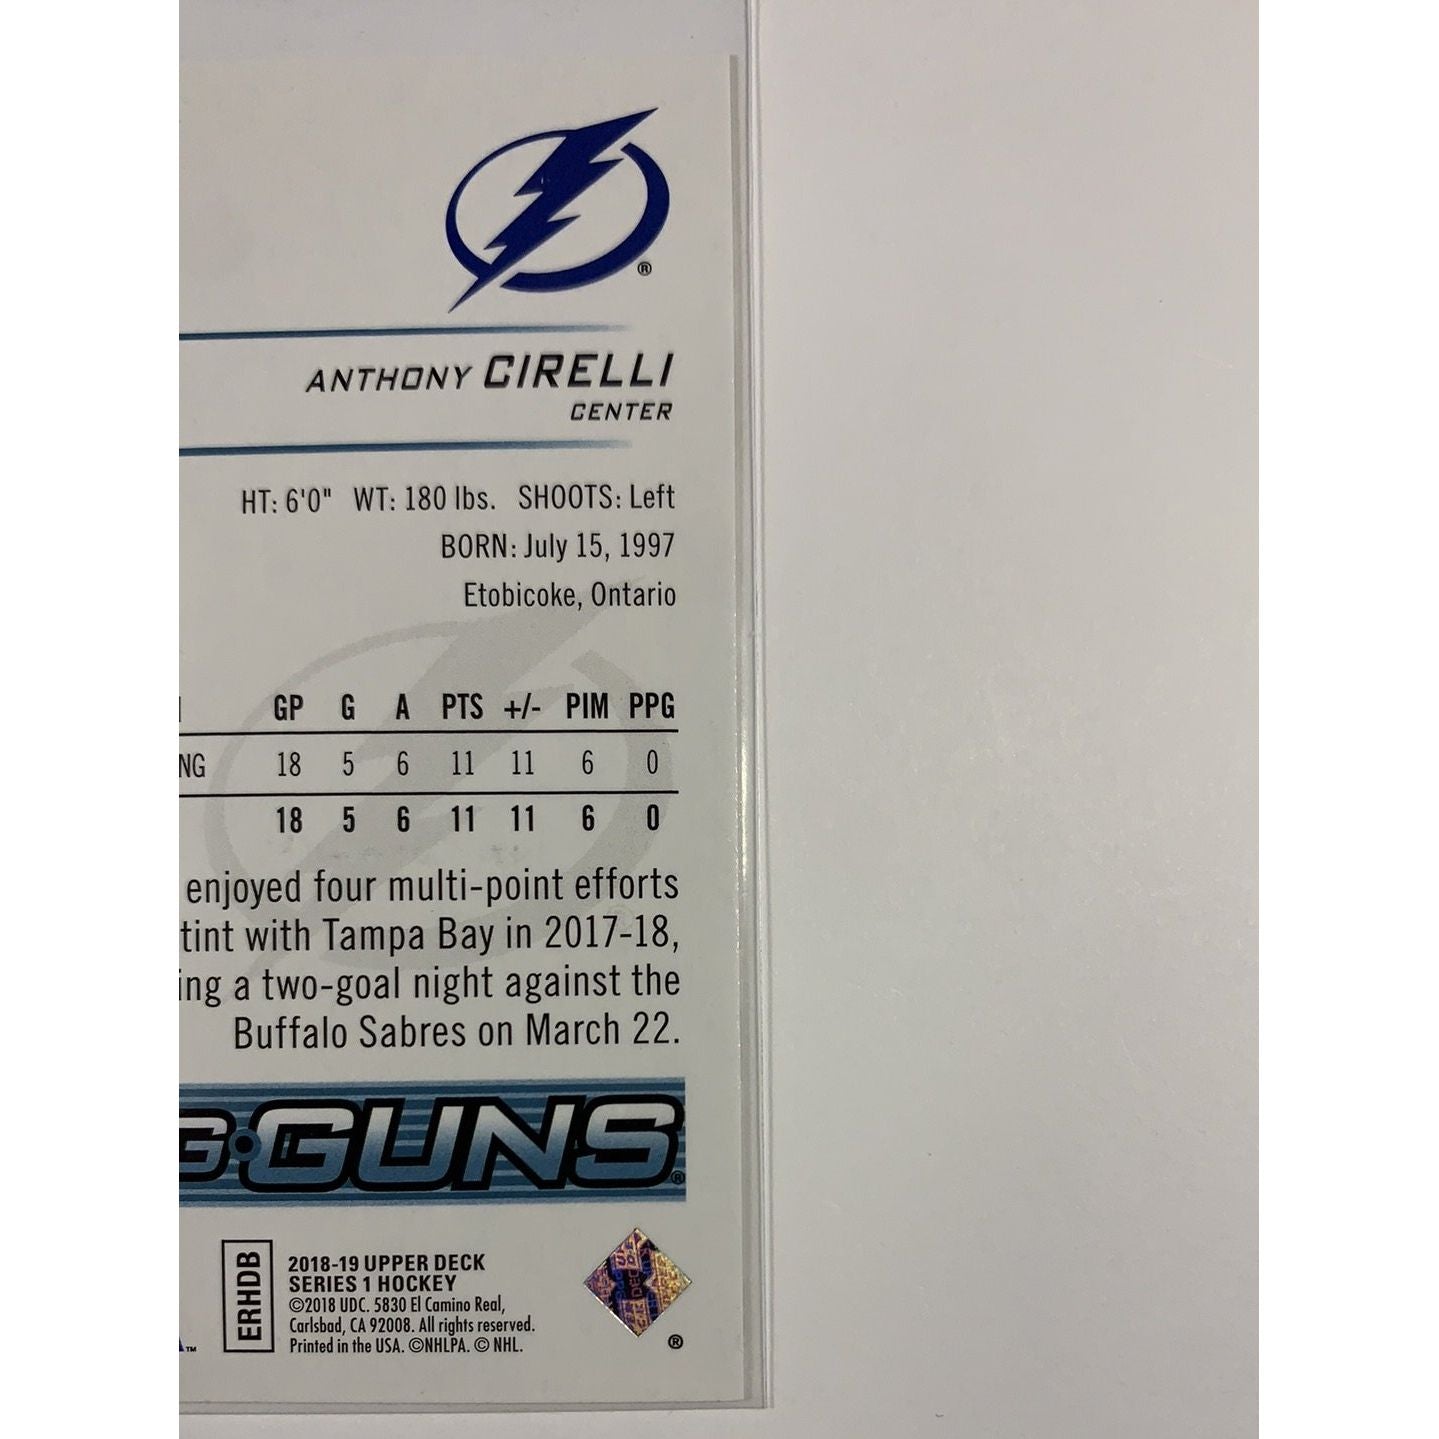 ®
ANTHONY CIRELLI
CENTER
HT: 6'0" WT: 180 lbs. SHOOTS: Left
BORN: July 15, 1997
Etobicoke, Ontario
GP G A PTS +/- PIM PPG
NG 18 5 6 11 11 6 0
18 5 6 11 11 6 0
enjoyed four multi-point efforts
tint with Tampa Bay in 2017-18,
ing a two-goal night against the
Buffalo Sabres on March 22.
G•GUNS®
ERHDB
2018-19 UPPER DECK
SERIES 1 HOCKEY
©2018 UDC. 5830 El Camino Real,
Carlsbad, CA 92008. All rights reserved.
Printed in the USA. ©NHLPA. © NHL.
™
®